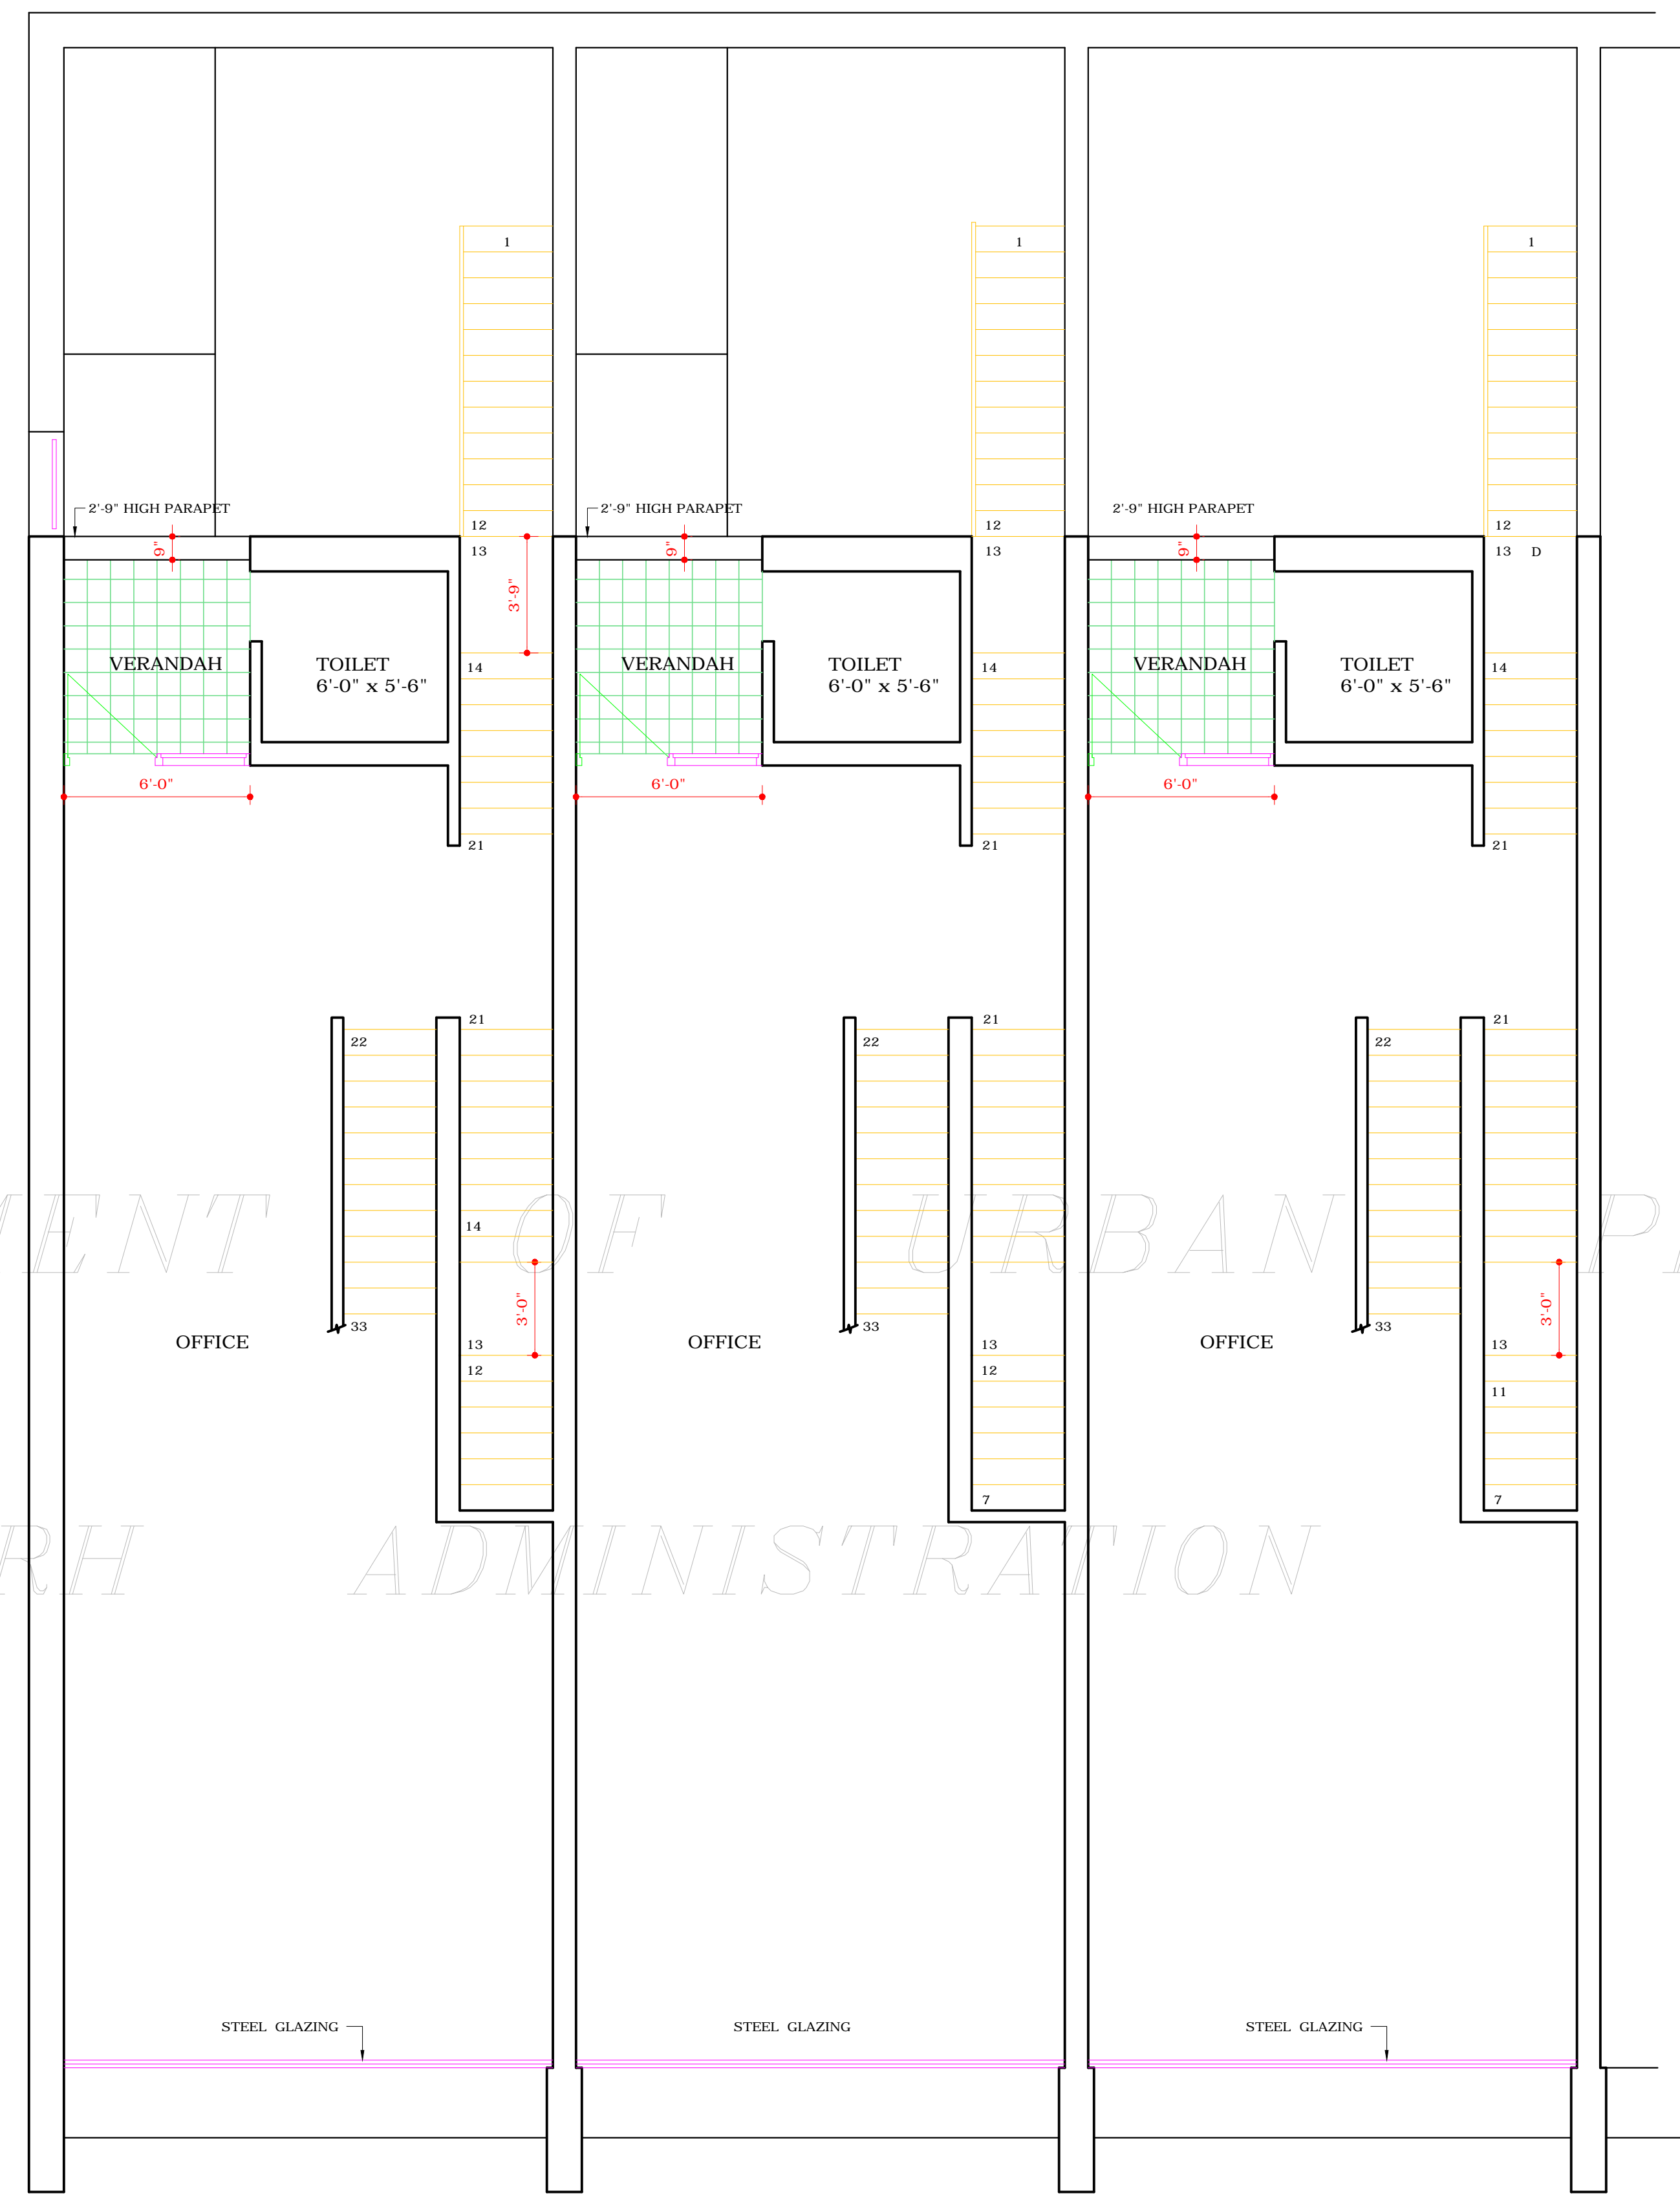 1
1
1
2'-9" HIGH PARAPET
2'-9" HIGH PARAPET
2'-9" HIGH PARAPET
12
12
12
9"
13
9"
13
9"
13 D
3'-9"
VERANDAH
TOILET
6'-0" x 5'-6"
14
VERANDAH
TOILET
6'-0" x 5'-6"
14
VERANDAH
TOILET
6'-0" x 5'-6"
14
6'-0"
6'-0"
6'-0"
21
21
21
21
21
21
22
22
22
14
OF URBAN
3'-0"
3'-0"
33
33
33
OFFICE
OFFICE
OFFICE
13
13
13
12
12
11
7
7
ADMINISTRATION
STEEL GLAZING
STEEL GLAZING
STEEL GLAZING